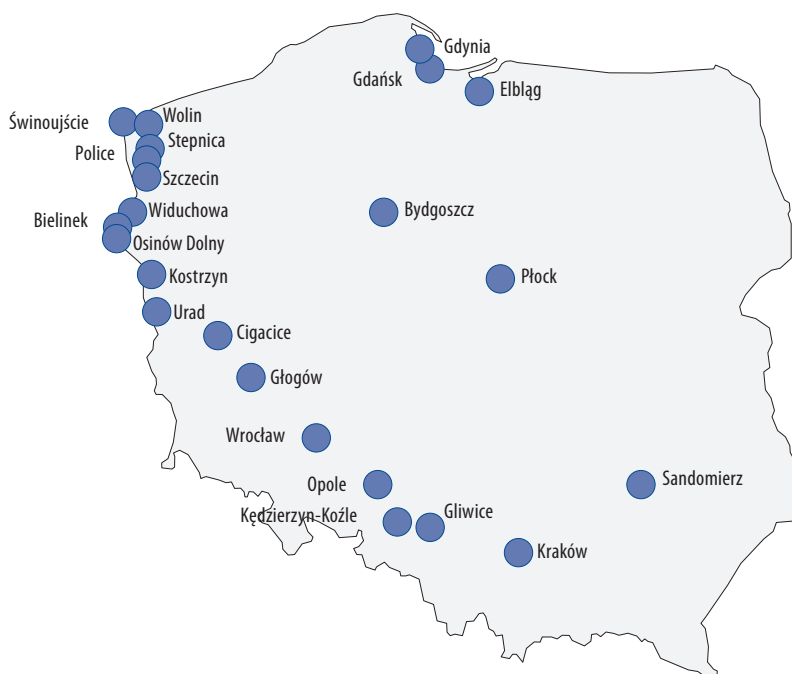 Gdynia
Gdańsk
Elbląg
Świnoujście
Wolin
Stepnica
Police
Szczecin
Widuchowa
Bielinek
Bydgoszcz
Osinów Dolny
Kostrzyn
Płock
Urad
Cigacice
Głogów
Wrocław
Opole
Sandomierz
Kędzierzyn-Koźle
Gliwice
Kraków